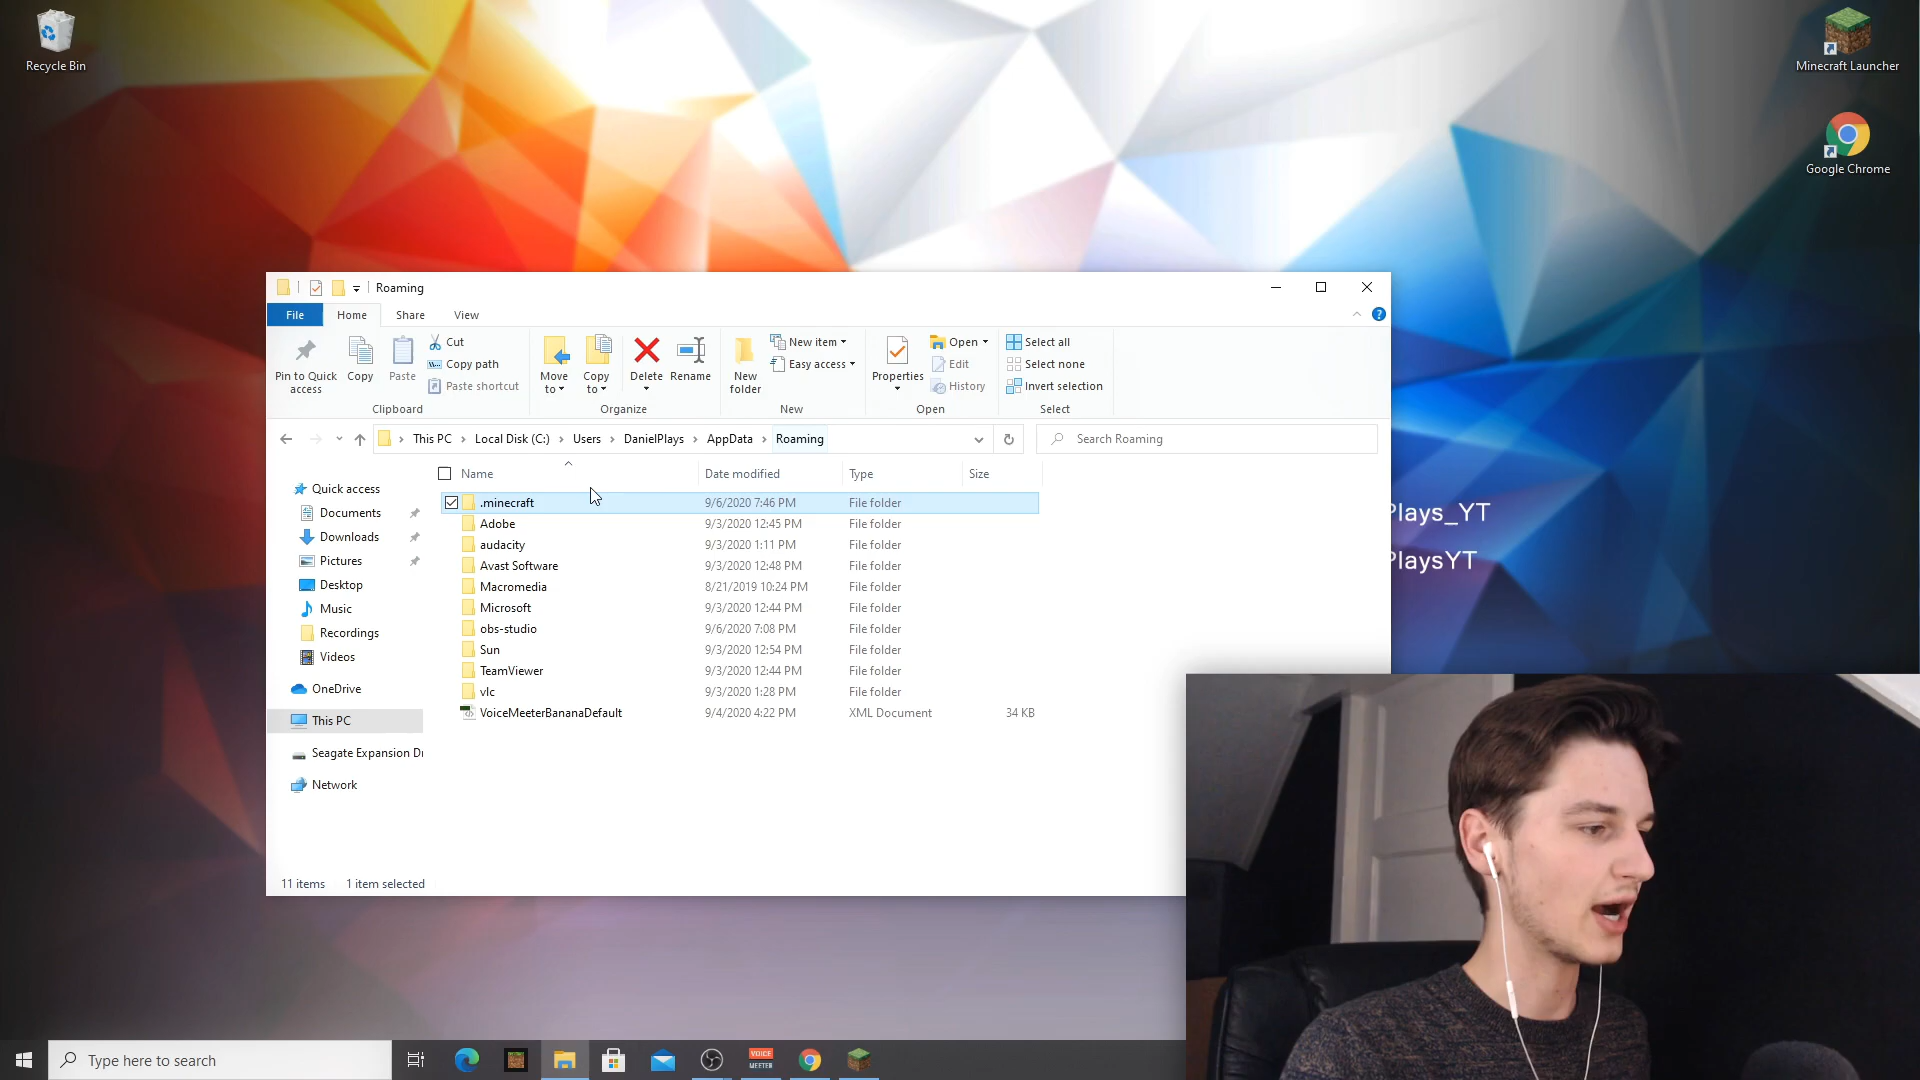 Recycle Bin
Minecraft Launcher
Google Chrome
Roaming
File Home Share View
Pin to Quick access
Copy
Paste
Cut
Copy path
Paste shortcut
Clipboard
Move to
Copy to
Delete
Rename
Organize
New folder
New item
Easy access
New
Properties
Open
Edit
History
Open
Select all
Select none
Invert selection
Select
This PC > Local Disk (C:) > Users > DanielPlays > AppData > Roaming
Search Roaming
Name Date modified Type Size
Quick access
Documents
Downloads
Pictures
Desktop
Music
Recordings
Videos
OneDrive
This PC
Seagate Expansion Dr
Network
.minecraft 9/6/2020 7:46 PM File folder
Adobe 9/3/2020 12:45 PM File folder
audacity 9/3/2020 1:11 PM File folder
Avast Software 9/3/2020 12:48 PM File folder
Macromedia 8/21/2019 10:24 PM File folder
Microsoft 9/3/2020 12:44 PM File folder
obs-studio 9/6/2020 7:08 PM File folder
Sun 9/3/2020 12:54 PM File folder
TeamViewer 9/3/2020 12:44 PM File folder
vlc 9/3/2020 1:28 PM File folder
VoiceMeeterBananaDefault 9/4/2020 4:22 PM XML Document 34 KB
11 items 1 item selected
Plays_YT
PlaysYT
Type here to search
VOICE
MEETER